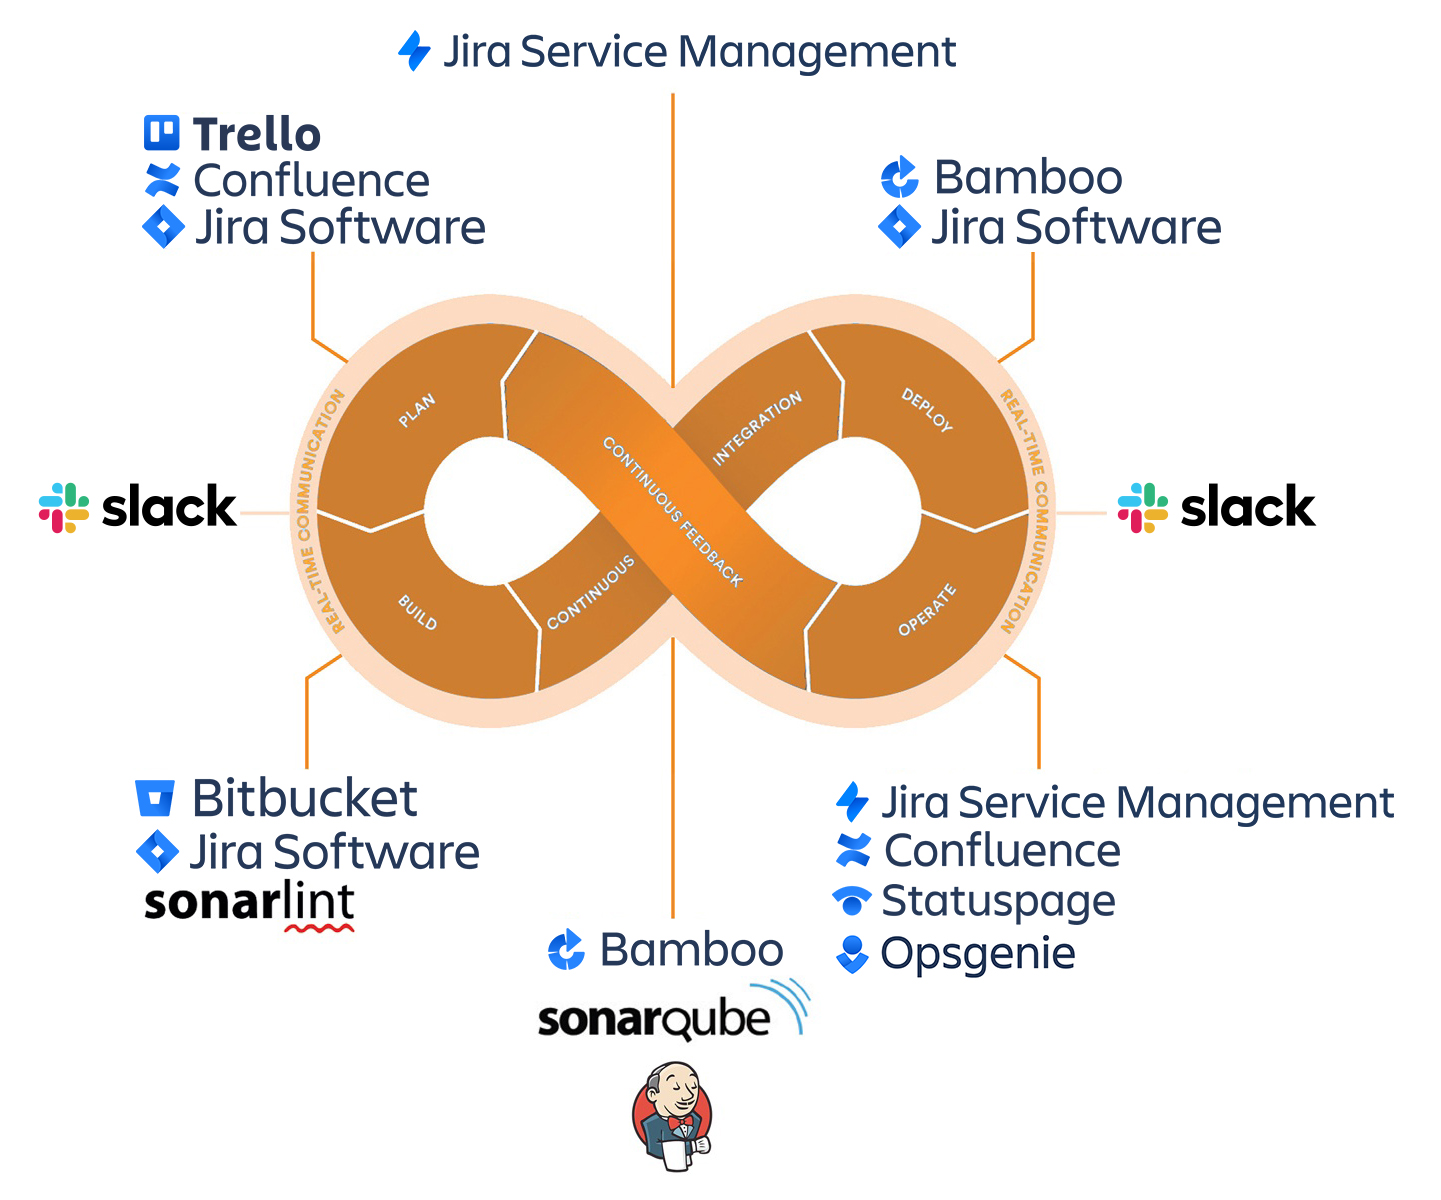 Jira Service Management
Trello
Confluence
Jira Software
Bamboo
Jira Software
PLAN
CONTINUOUS FEEDBACK
INTEGRATION
DEPLOY
REAL-TIME COMMUNICATION
REAL-TIME COMMUNICATION
slack
slack
BUILD
CONTINUOUS
OPERATE
Bitbucket
Jira Software
sonarlint
Jira Service Management
Confluence
Statuspage
Opsgenie
Bamboo
sonarqube